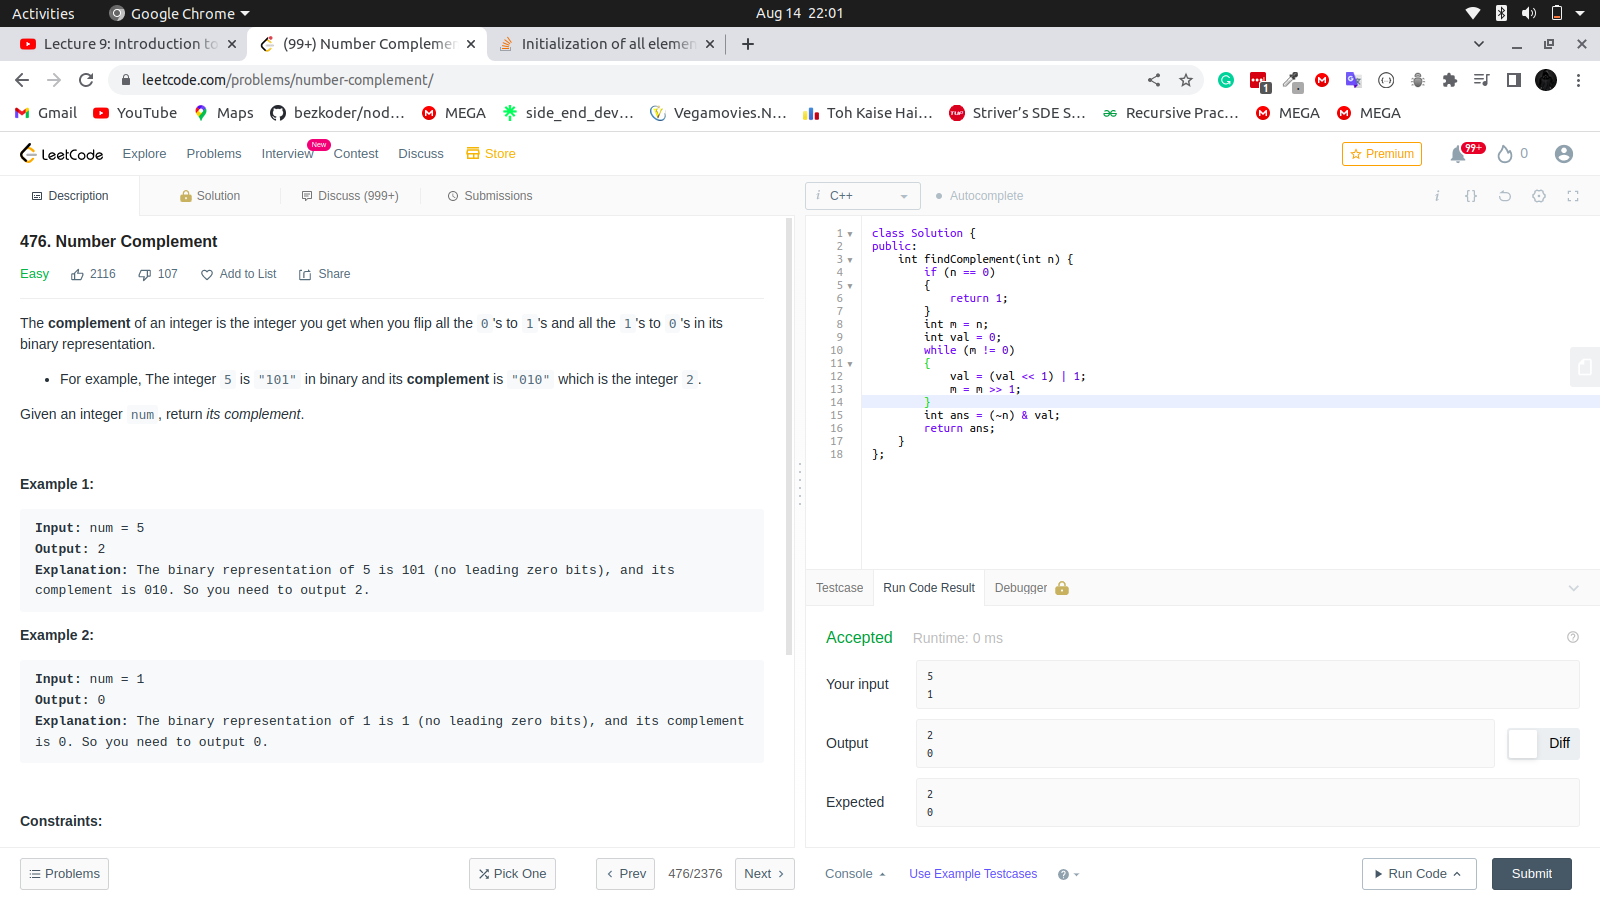 Activities Google Chrome Aug 14 22:01
Lecture 9: Introduction to (99+) Number Complemen Initialization of all elemen
leetcode.com/problems/number-complement/ 1
Gmail YouTube Maps bezkoder/nod... MEGA side_end_dev... Vegamovies.N... Toh Kaise Hai... Striver's SDE S... Recursive Prac... MEGA MEGA
LeetCode Explore Problems Interview New Contest Discuss Store Premium 99+ 0
Description Solution Discuss (999+) Submissions i C++ Autocomplete i {}
476. Number Complement
Easy 2116 107 Add to List Share
The complement of an integer is the integer you get when you flip all the 0 's to 1 's and all the 1 's to 0 's in its
binary representation.
• For example, The integer 5 is "101" in binary and its complement is "010" which is the integer 2 .
Given an integer num , return its complement.
Example 1:
Input: num = 5
Output: 2
Explanation: The binary representation of 5 is 101 (no leading zero bits), and its
complement is 010. So you need to output 2.
Example 2:
Input: num = 1
Output: 0
Explanation: The binary representation of 1 is 1 (no leading zero bits), and its complement
is 0. So you need to output 0.
Constraints:
1 class Solution {
2 public:
3 int findComplement(int n) {
4 if (n == 0)
5 {
6 return 1;
7 }
8 int m = n;
9 int val = 0;
10 while (m != 0)
11 {
12 val = (val << 1) | 1;
13 m = m >> 1;
14 }
15 int ans = (~n) & val;
16 return ans;
17 }
18 };
Testcase Run Code Result Debugger
Accepted Runtime: 0 ms
Your input
5
1
Output
2
0
Diff
Expected
2
0
Problems Pick One Prev 476/2376 Next Console Use Example Testcases Run Code Submit